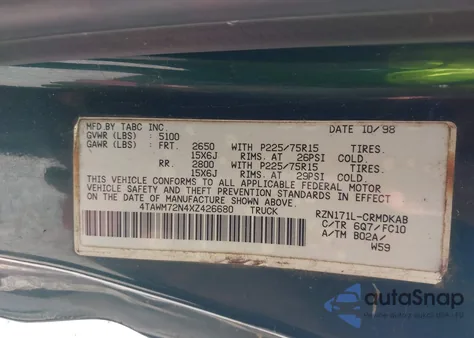 MFD BY TABC INC. DATE 10/98
GVWR (LBS) : 5100
GAWR (LBS) : FRT. 2650 WITH P225/75R15 TIRES.
15X6J RIMS. AT 26PSI COLD.
RR. 2800 WITH P225/75R15 TIRES.
15X6J RIMS. AT 29PSI COLD.
THIS VEHICLE CONFORMS TO ALL APPLICABLE FEDERAL MOTOR
VEHICLE SAFETY AND THEFT PREVENTION STANDARDS IN EFFECT
ON THE DATE OF MANUFACTURE SHOWN ABOVE.
4TAWM72N4XZ426680 TRUCK RZN171L-CRMDKAB
C/TR 6Q7/FC10
A/TM B02A/
W59
autoSnap